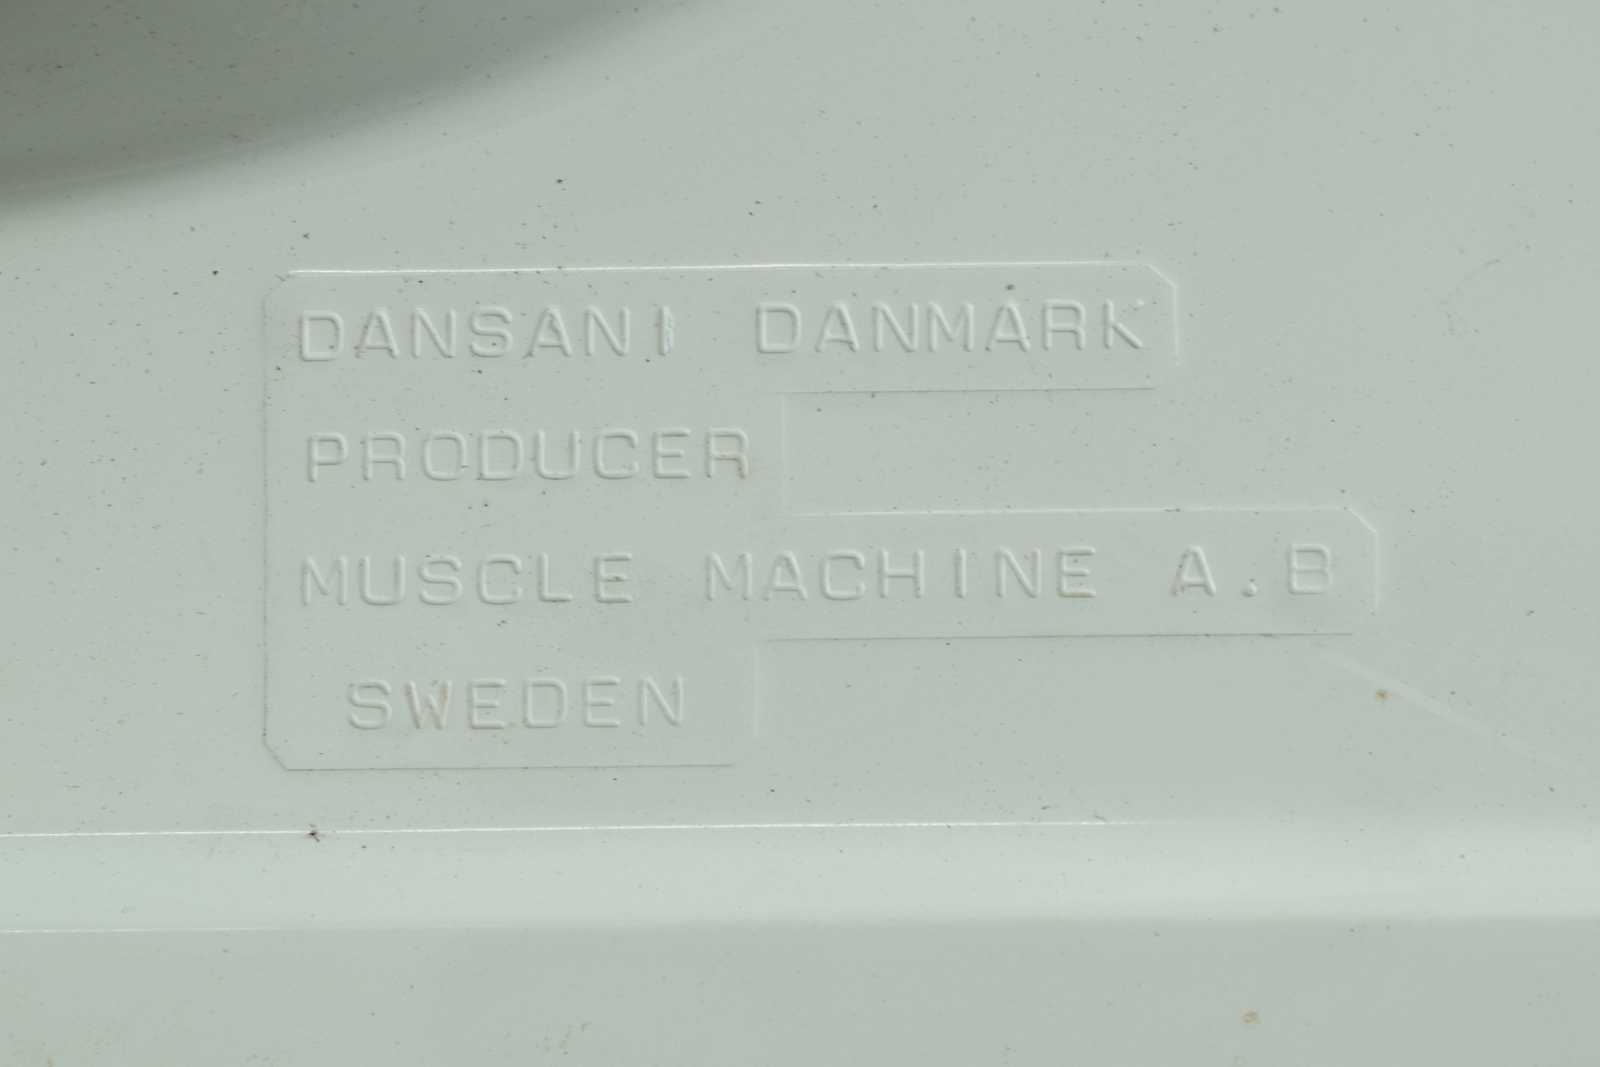 DANSANI DANMARK
PRODUCER
MUSCLE MACHINE A.B
SWEDEN